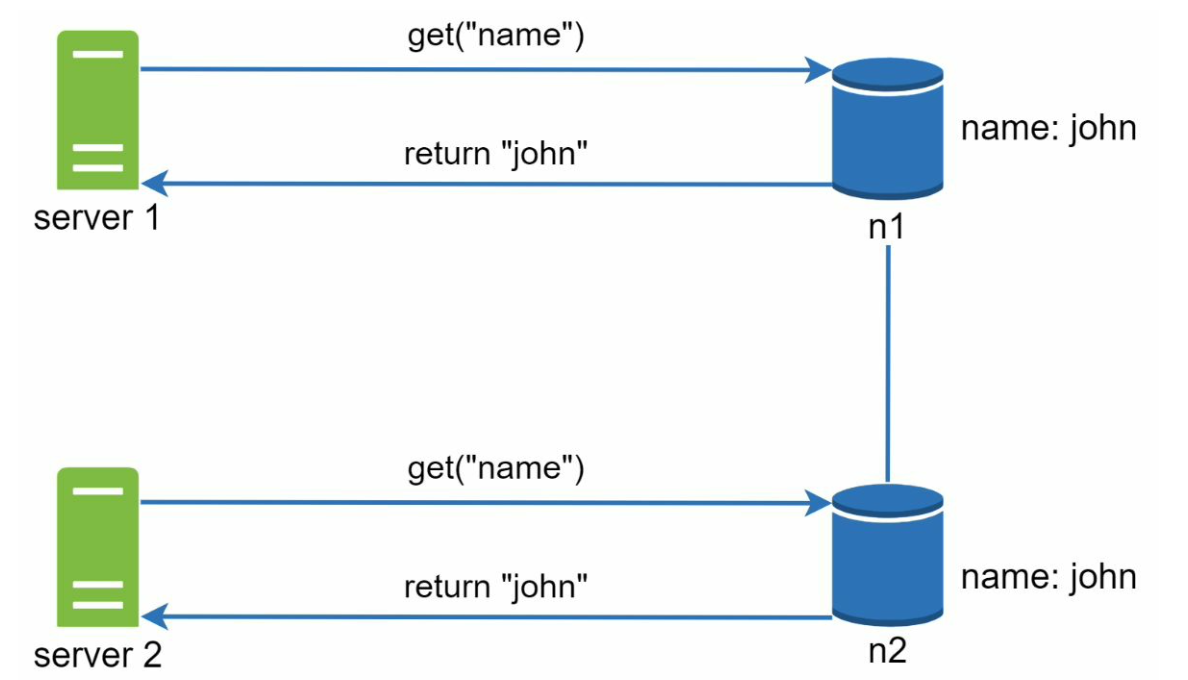 get("name")
name: john
return "john"
server 1
n1
get("name")
name: john
return "john"
server 2
n2